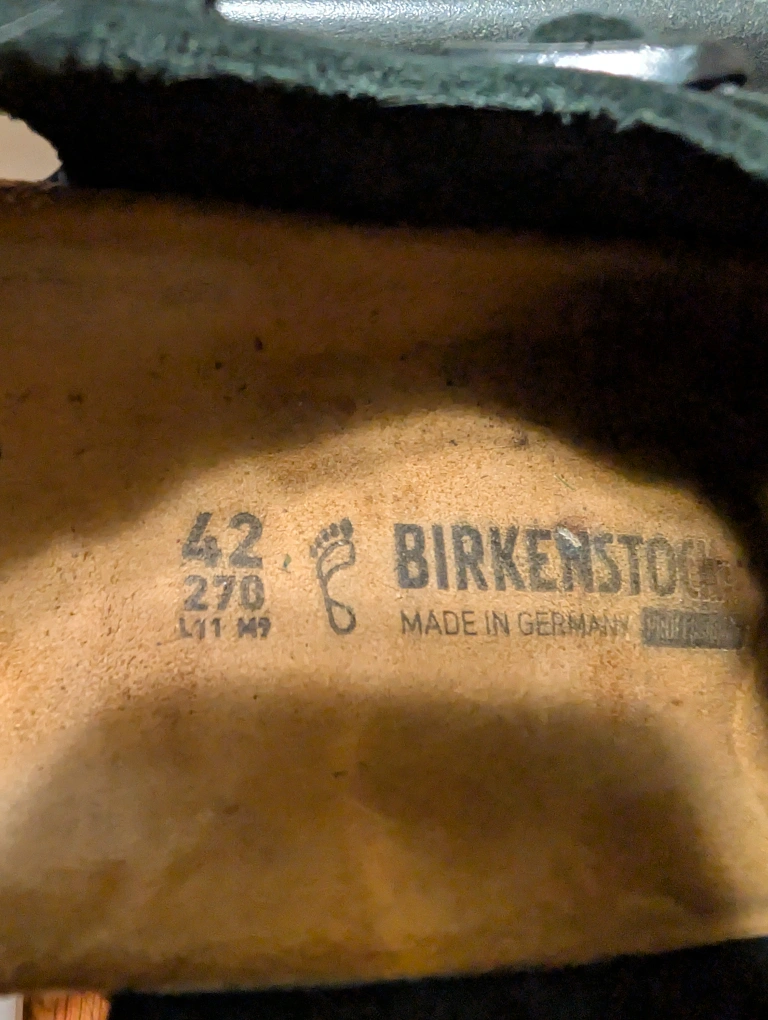 42
270
L11 M9
BIRKENSTOCK
MADE IN GERMANY